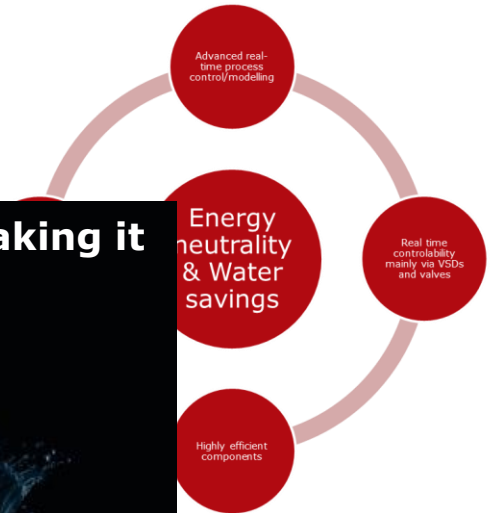 Advanced real-
time process
control/modelling
aking it
Energy
neutrality
& Water
savings
Real time
controlability
mainly via VSDs
and valves
Highly efficient
components